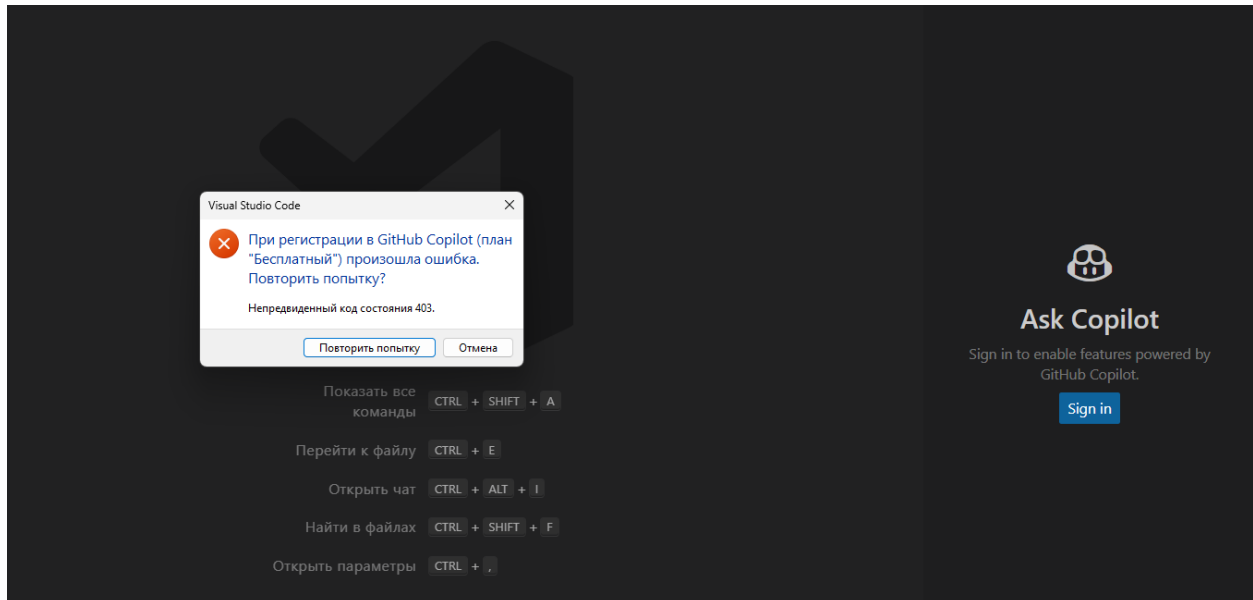 Visual Studio Code
При регистрации в GitHub Copilot (план
"Бесплатный") произошла ошибка.
Повторить попытку?
Непредвиденный код состояния 403.
Повторить попытку
Отмена
Показать все
команды
CTRL + SHIFT + A
Перейти к файлу CTRL + E
Открыть чат CTRL + ALT + I
Найти в файлах CTRL + SHIFT + F
Открыть параметры CTRL + ,
Ask Copilot
Sign in to enable features powered by
GitHub Copilot.
Sign in